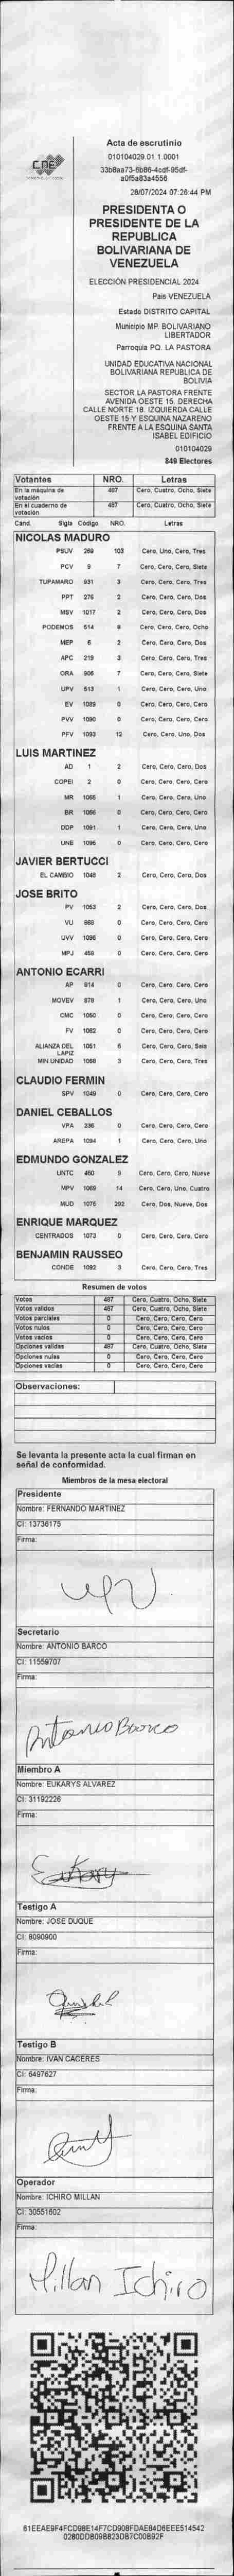 CNE
Acta de escrutinio
010104029.01.1.0001
33b8aa73-6b86-4cdf-95df-
a0f5a83a4556
28/07/2024 07:26:44 PM
PRESIDENTA O
PRESIDENTE DE LA
REPUBLICA
BOLIVARIANA DE
VENEZUELA
ELECCIÓN PRESIDENCIAL 2024
País VENEZUELA
Estado DISTRITO CAPITAL
Municipio MP. BOLIVARIANO
LIBERTADOR
Parroquia PQ. LA PASTORA
UNIDAD EDUCATIVA NACIONAL
BOLIVARIANA REPUBLICA DE
BOLIVIA
SECTOR LA PASTORA FRENTE
AVENIDA OESTE 15. DERECHA
CALLE NORTE 18. IZQUIERDA CALLE
OESTE 15 Y ESQUINA NAZARENO
FRENTE A LA ESQUINA SANTA
ISABEL EDIFICIO
010104029
849 Electores
Votantes NRO. Letras
En la máquina de votación 487 Cero, Cuatro, Ocho, Siete
En el cuaderno de votación 487 Cero, Cuatro, Ocho, Siete
Cand. Sigla Código NRO. Letras
NICOLAS MADURO
PSUV 269 103 Cero, Uno, Cero, Tres
PCV 9 7 Cero, Cero, Cero, Siete
TUPAMARO 931 3 Cero, Cero, Cero, Tres
PPT 276 2 Cero, Cero, Cero, Dos
MSV 1017 2 Cero, Cero, Cero, Dos
PODEMOS 514 8 Cero, Cero, Cero, Ocho
MEP 6 2 Cero, Cero, Cero, Dos
APC 219 3 Cero, Cero, Cero, Tres
ORA 906 7 Cero, Cero, Cero, Siete
UPV 513 1 Cero, Cero, Cero, Uno
EV 1089 0 Cero, Cero, Cero, Cero
PVV 1090 0 Cero, Cero, Cero, Cero
PFV 1093 12 Cero, Cero, Uno, Dos
LUIS MARTINEZ
AD 1 2 Cero, Cero, Cero, Dos
COPEI 2 0 Cero, Cero, Cero, Cero
MR 1065 1 Cero, Cero, Cero, Uno
BR 1066 0 Cero, Cero, Cero, Cero
DDP 1091 1 Cero, Cero, Cero, Uno
UNE 1095 0 Cero, Cero, Cero, Cero
JAVIER BERTUCCI
EL CAMBIO 1048 2 Cero, Cero, Cero, Dos
JOSE BRITO
PV 1053 2 Cero, Cero, Cero, Dos
VU 869 0 Cero, Cero, Cero, Cero
UVV 1096 0 Cero, Cero, Cero, Cero
MPJ 458 0 Cero, Cero, Cero, Cero
ANTONIO ECARRI
AP 914 0 Cero, Cero, Cero, Cero
MOVEV 878 1 Cero, Cero, Cero, Uno
CMC 1050 0 Cero, Cero, Cero, Cero
FV 1062 0 Cero, Cero, Cero, Cero
ALIANZA DEL LAPIZ 1051 6 Cero, Cero, Cero, Seis
MIN UNIDAD 1068 3 Cero, Cero, Cero, Tres
CLAUDIO FERMIN
SPV 1049 0 Cero, Cero, Cero, Cero
DANIEL CEBALLOS
VPA 236 0 Cero, Cero, Cero, Cero
AREPA 1094 1 Cero, Cero, Cero, Uno
EDMUNDO GONZALEZ
UNTC 460 9 Cero, Cero, Cero, Nueve
MPV 1069 14 Cero, Cero, Uno, Cuatro
MUD 1075 292 Cero, Dos, Nueve, Dos
ENRIQUE MARQUEZ
CENTRADOS 1073 0 Cero, Cero, Cero, Cero
BENJAMIN RAUSSEO
CONDE 1092 3 Cero, Cero, Cero, Tres
Resumen de votos
Votos 487 Cero, Cuatro, Ocho, Siete
Votos validos 487 Cero, Cuatro, Ocho, Siete
Votos parciales 0 Cero, Cero, Cero, Cero
Votos nulos 0 Cero, Cero, Cero, Cero
Votos vacíos 0 Cero, Cero, Cero, Cero
Opciones validas 487 Cero, Cuatro, Ocho, Siete
Opciones nulas 0 Cero, Cero, Cero, Cero
Opciones vacías 0 Cero, Cero, Cero, Cero
Observaciones:
Se levanta la presente acta la cual firman en
señal de conformidad.
Miembros de la mesa electoral
Presidente
Nombre: FERNANDO MARTINEZ
CI: 13736175
Firma:
Secretario
Nombre: ANTONIO BARCO
CI: 11559707
Firma:
Antonio Barco
Miembro A
Nombre: EUKARYS ALVAREZ
CI: 31192226
Firma:
Testigo A
Nombre: JOSE DUQUE
CI: 8090900
Firma:
Testigo B
Nombre: IVAN CACERES
CI: 6497627
Firma:
Operador
Nombre: ICHIRO MILLAN
CI: 30551602
Firma:
Millan Ichiro
61EEAE9F4FCD98E14F7CD908FDAE84D6EEE514542
0280DDB09B823DB7C00B92F